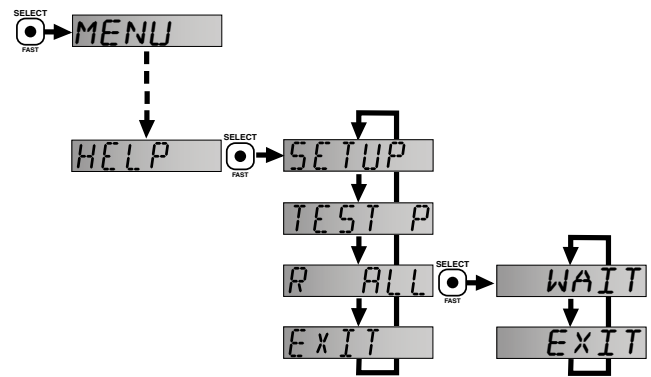 SELECT
FAST
MENU
HELP
SELECT
FAST
SETUP
TEST P
R ALL
SELECT
FAST
WAIT
EXIT
EXIT